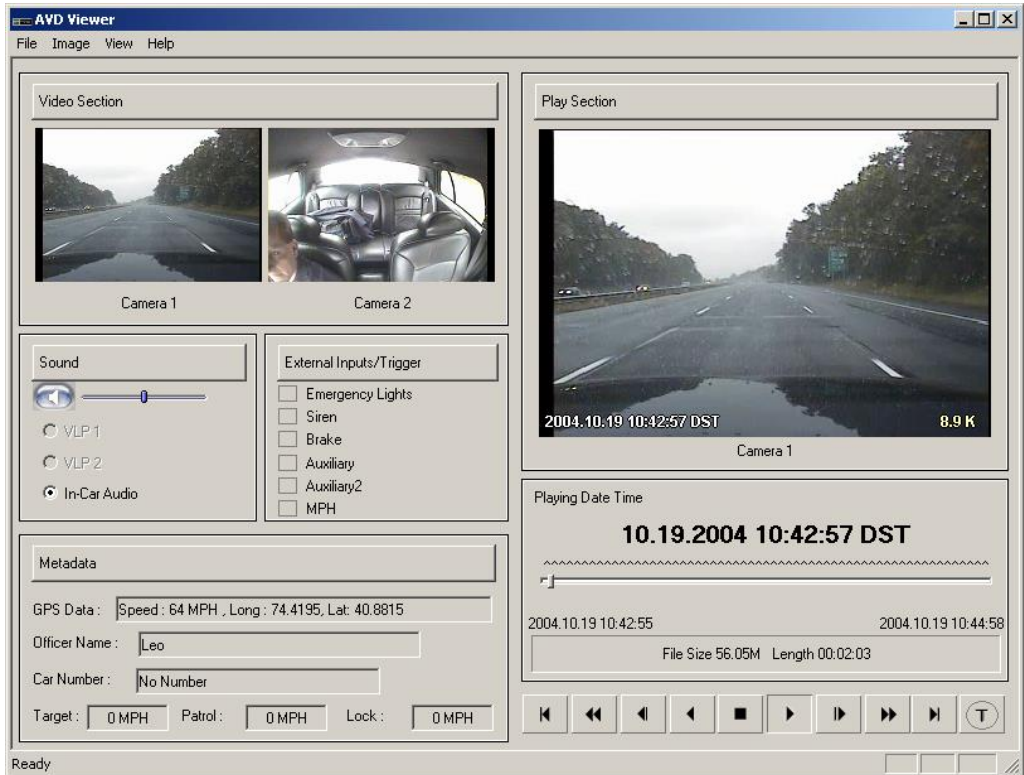 AVD Viewer
File Image View Help
Video Section
Camera 1
Camera 2
Play Section
2004.10.19 10:42:57 DST
8.9 K
Camera 1
Sound
VLP 1
VLP 2
In-Car Audio
External Inputs/Trigger
Emergency Lights
Siren
Brake
Auxiliary
Auxiliary2
MPH
Playing Date Time
10.19.2004 10:42:57 DST
2004.10.19 10:42:55
2004.10.19 10:44:58
File Size 56.05M Length 00:02:03
Metadata
GPS Data : Speed : 64 MPH , Long : 74.4195, Lat: 40.8815
Officer Name : Leo
Car Number : No Number
Target : 0 MPH Patrol : 0 MPH Lock : 0 MPH
T
Ready